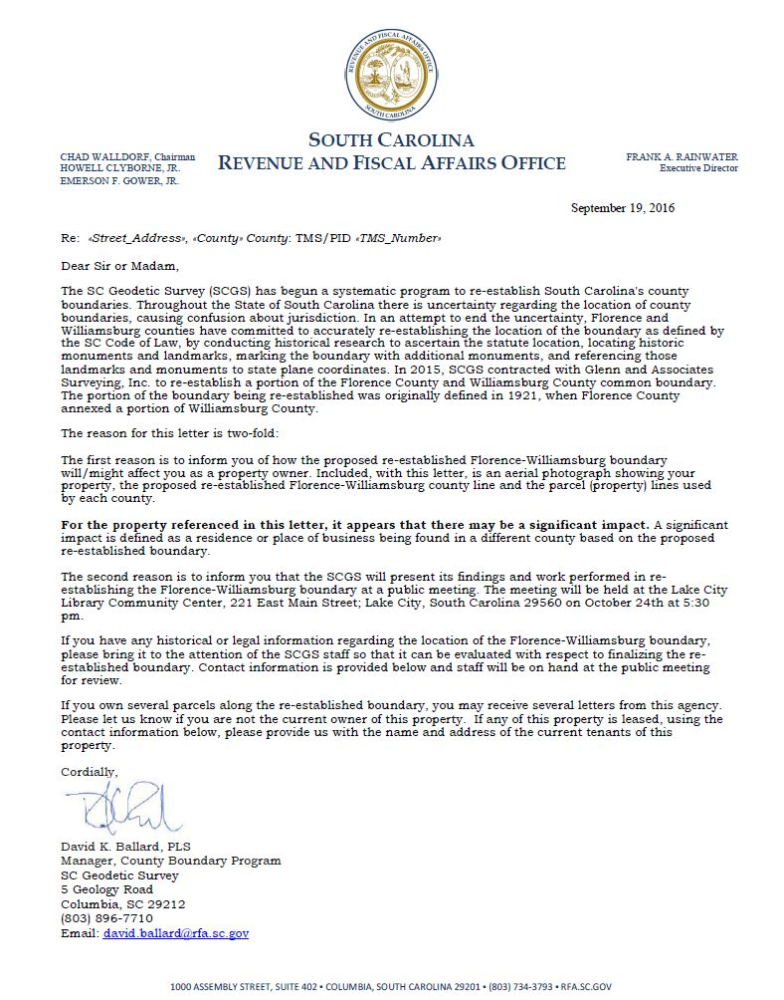 REVENUE AND FISCAL AFFAIRS OFFICE
SOUTH CAROLINA
SOUTH CAROLINA
REVENUE AND FISCAL AFFAIRS OFFICE
CHAD WALLDORF, Chairman
HOWELL CLYBORNE, JR.
EMERSON F. GOWER, JR.
FRANK A. RAINWATER
Executive Director
September 19, 2016
Re: «Street_Address», «County» County: TMS/PID «TMS_Number»
Dear Sir or Madam,
The SC Geodetic Survey (SCGS) has begun a systematic program to re-establish South Carolina's county
boundaries. Throughout the State of South Carolina there is uncertainty regarding the location of county
boundaries, causing confusion about jurisdiction. In an attempt to end the uncertainty, Florence and
Williamsburg counties have committed to accurately re-establishing the location of the boundary as defined by
the SC Code of Law, by conducting historical research to ascertain the statute location, locating historic
monuments and landmarks, marking the boundary with additional monuments, and referencing those
landmarks and monuments to state plane coordinates. In 2015, SCGS contracted with Glenn and Associates
Surveying, Inc. to re-establish a portion of the Florence County and Williamsburg County common boundary.
The portion of the boundary being re-established was originally defined in 1921, when Florence County
annexed a portion of Williamsburg County.
The reason for this letter is two-fold:
The first reason is to inform you of how the proposed re-established Florence-Williamsburg boundary
will/might affect you as a property owner. Included, with this letter, is an aerial photograph showing your
property, the proposed re-established Florence-Williamsburg county line and the parcel (property) lines used
by each county.
For the property referenced in this letter, it appears that there may be a significant impact. A significant
impact is defined as a residence or place of business being found in a different county based on the proposed
re-established boundary.
The second reason is to inform you that the SCGS will present its findings and work performed in re-
establishing the Florence-Williamsburg boundary at a public meeting. The meeting will be held at the Lake City
Library Community Center, 221 East Main Street; Lake City, South Carolina 29560 on October 24th at 5:30
pm.
If you have any historical or legal information regarding the location of the Florence-Williamsburg boundary,
please bring it to the attention of the SCGS staff so that it can be evaluated with respect to finalizing the re-
established boundary. Contact information is provided below and staff will be on hand at the public meeting
for review.
If you own several parcels along the re-established boundary, you may receive several letters from this agency.
Please let us know if you are not the current owner of this property. If any of this property is leased, using the
contact information below, please provide us with the name and address of the current tenants of this
property.
Cordially,
David K. Ballard, PLS
Manager, County Boundary Program
SC Geodetic Survey
5 Geology Road
Columbia, SC 29212
(803) 896-7710
Email: david.ballard@rfa.sc.gov
1000 ASSEMBLY STREET, SUITE 402 ▪ COLUMBIA, SOUTH CAROLINA 29201 ▪ (803) 734-3793 ▪ RFA.SC.GOV